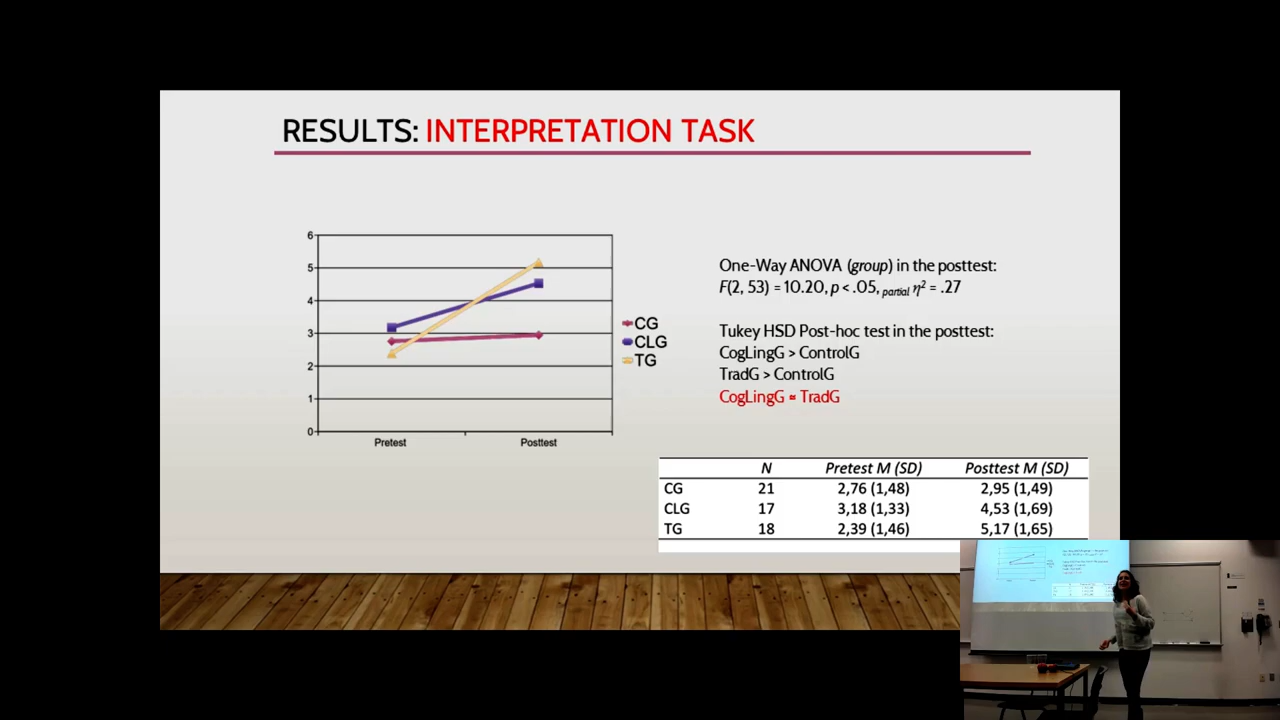 RESULTS: INTERPRETATION TASK
6
5
4
3
2
1
0
Pretest
Posttest
CG
CLG
TG
One-Way ANOVA (group) in the posttest:
F(2, 53) = 10.20, p < .05, partial η² = .27
Tukey HSD Post-hoc test in the posttest:
CogLingG > ControlG
TradG > ControlG
CogLingG ≈ TradG
N Pretest M (SD) Posttest M (SD)
CG 21 2,76 (1,48) 2,95 (1,49)
CLG 17 3,18 (1,33) 4,53 (1,69)
TG 18 2,39 (1,46) 5,17 (1,65)